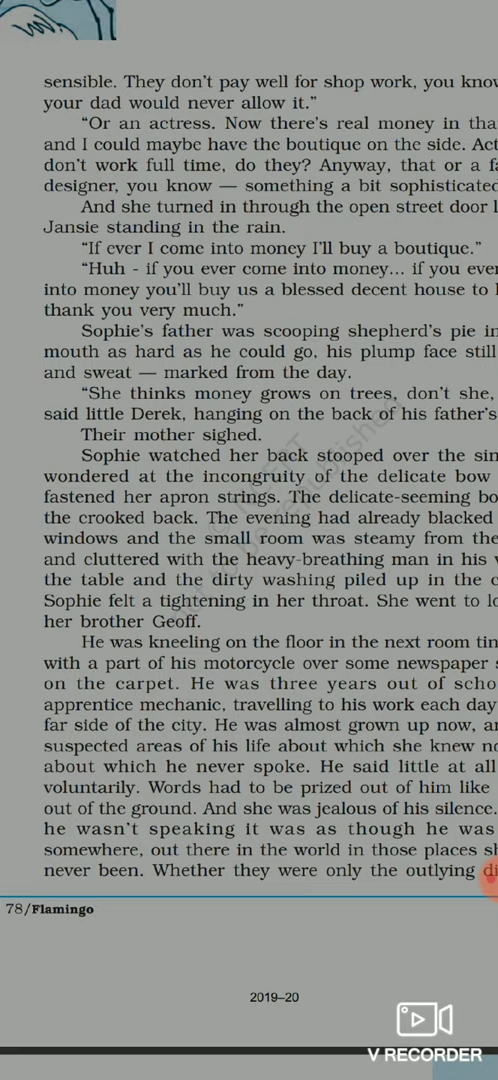 sensible. They don't pay well for shop work, you know
your dad would never allow it."
"Or an actress. Now there's real money in tha
and I could maybe have the boutique on the side. Act
don't work full time, do they? Anyway, that or a fa
designer, you know — something a bit sophisticated
And she turned in through the open street door l
Jansie standing in the rain.
"If ever I come into money I'll buy a boutique."
"Huh - if you ever come into money... if you ever
into money you'll buy us a blessed decent house to l
thank you very much."
Sophie's father was scooping shepherd's pie in
mouth as hard as he could go, his plump face still
and sweat — marked from the day.
"She thinks money grows on trees, don't she,
said little Derek, hanging on the back of his father's
Their mother sighed.
Sophie watched her back stooped over the sin
wondered at the incongruity of the delicate bow
fastened her apron strings. The delicate-seeming bo
the crooked back. The evening had already blacked
windows and the small room was steamy from the
and cluttered with the heavy-breathing man in his v
the table and the dirty washing piled up in the c
Sophie felt a tightening in her throat. She went to lo
her brother Geoff.
He was kneeling on the floor in the next room tin
with a part of his motorcycle over some newspaper s
on the carpet. He was three years out of scho
apprentice mechanic, travelling to his work each day
far side of the city. He was almost grown up now, an
suspected areas of his life about which she knew no
about which he never spoke. He said little at all
voluntarily. Words had to be prized out of him like
out of the ground. And she was jealous of his silence.
he wasn't speaking it was as though he was
somewhere, out there in the world in those places sh
never been. Whether they were only the outlying di
78/Flamingo
2019–20
V RECORDER